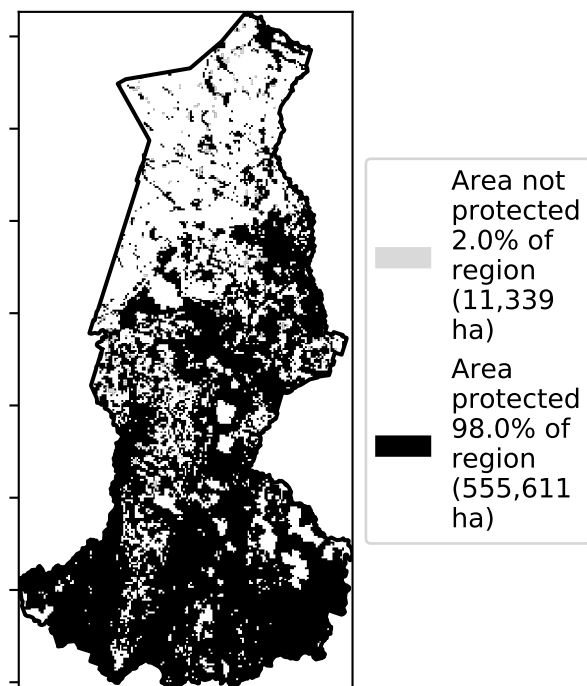 Area not
protected
2.0% of
region
(11,339
ha)
Area
protected
98.0% of
region
(555,611
ha)